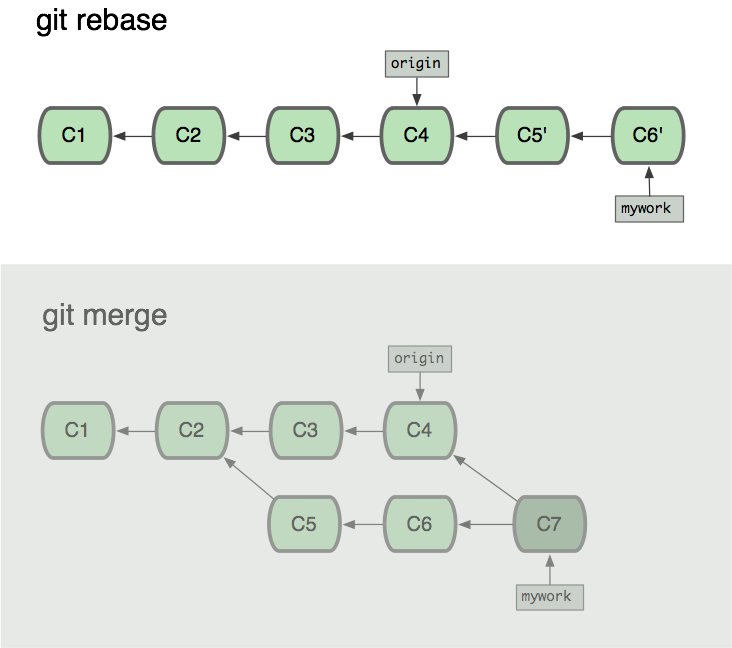 git rebase
origin
C1 C2 C3 C4 C5' C6'
mywork
git merge
origin
C1 C2 C3 C4
C5 C6 C7
mywork